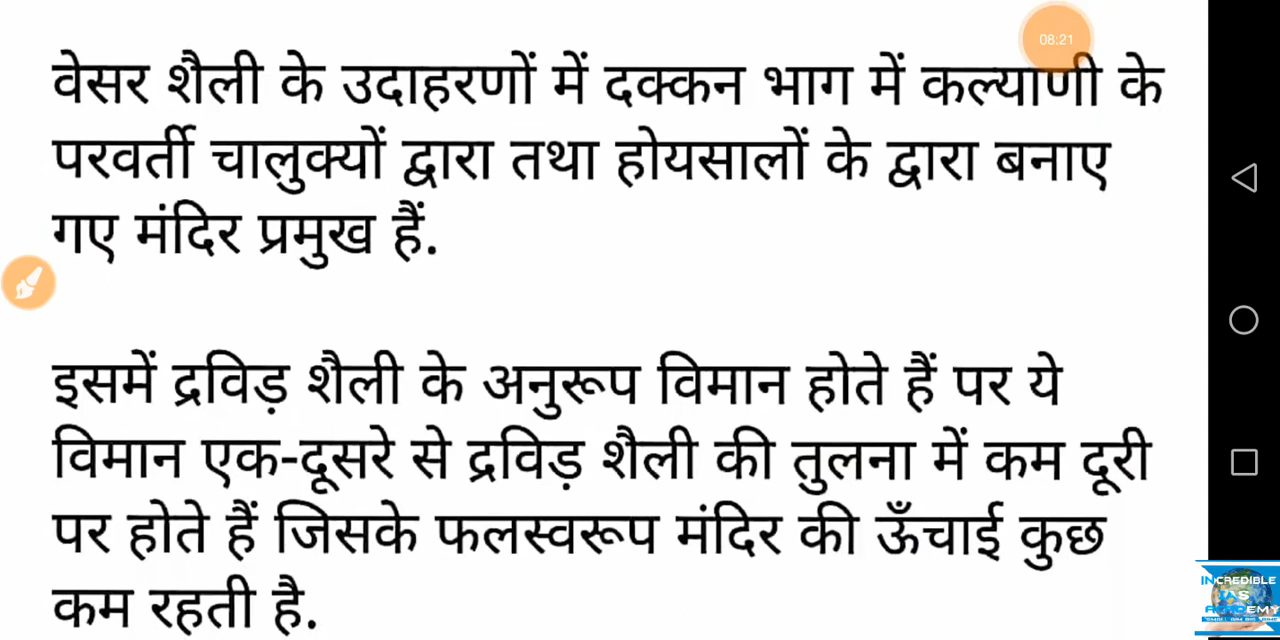 08:21
वेसर शैली के उदाहरणों में दक्कन भाग में कल्याणी के
परवर्ती चालुक्यों द्वारा तथा होयसालों के द्वारा बनाए
गए मंदिर प्रमुख हैं.
इसमें द्रविड़ शैली के अनुरूप विमान होते हैं पर ये
विमान एक-दूसरे से द्रविड़ शैली की तुलना में कम दूरी
पर होते हैं जिसके फलस्वरूप मंदिर की ऊँचाई कुछ
कम रहती है.
INCREDIBLE
IAS
ACADEMY